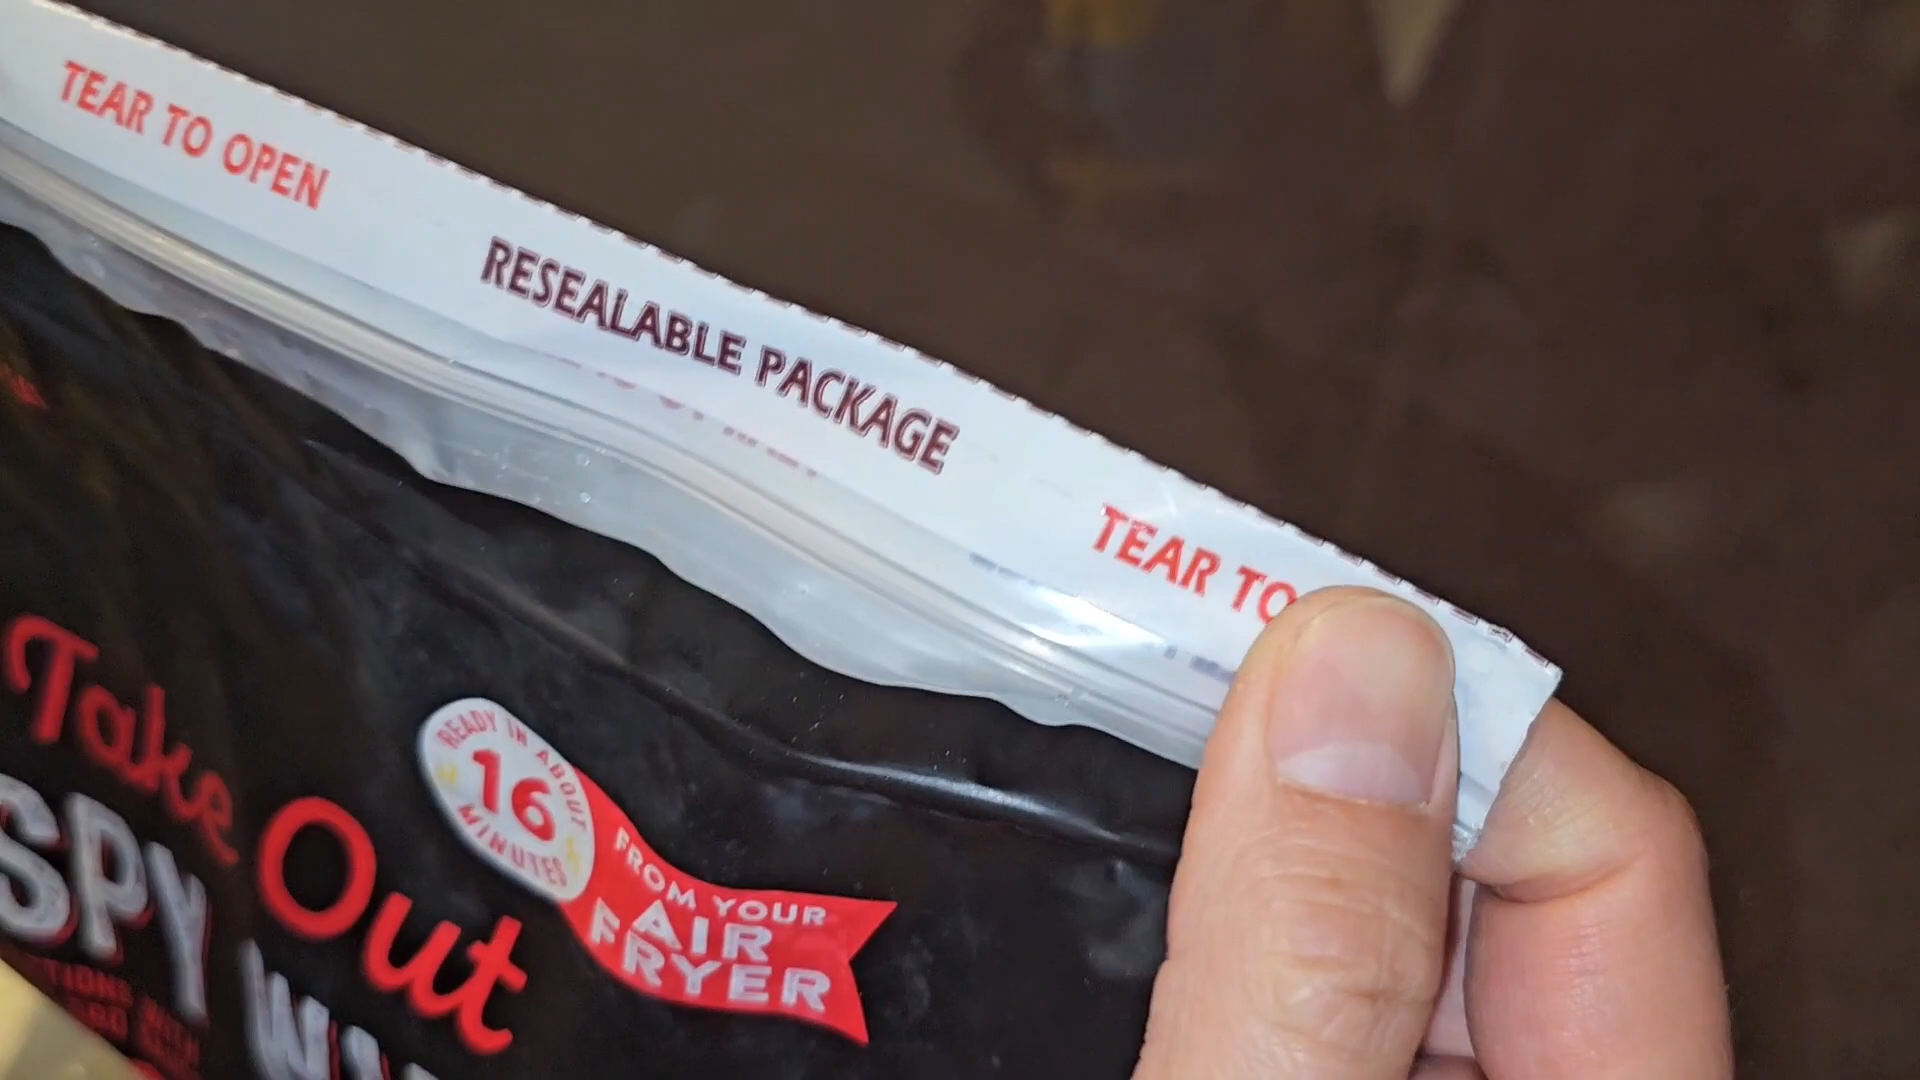 TEAR TO OPEN
RESEALABLE PACKAGE
TEAR TO
Take Out
SPY
READY IN ABOUT
16
MINUTES
FROM YOUR
AIR
FRYER